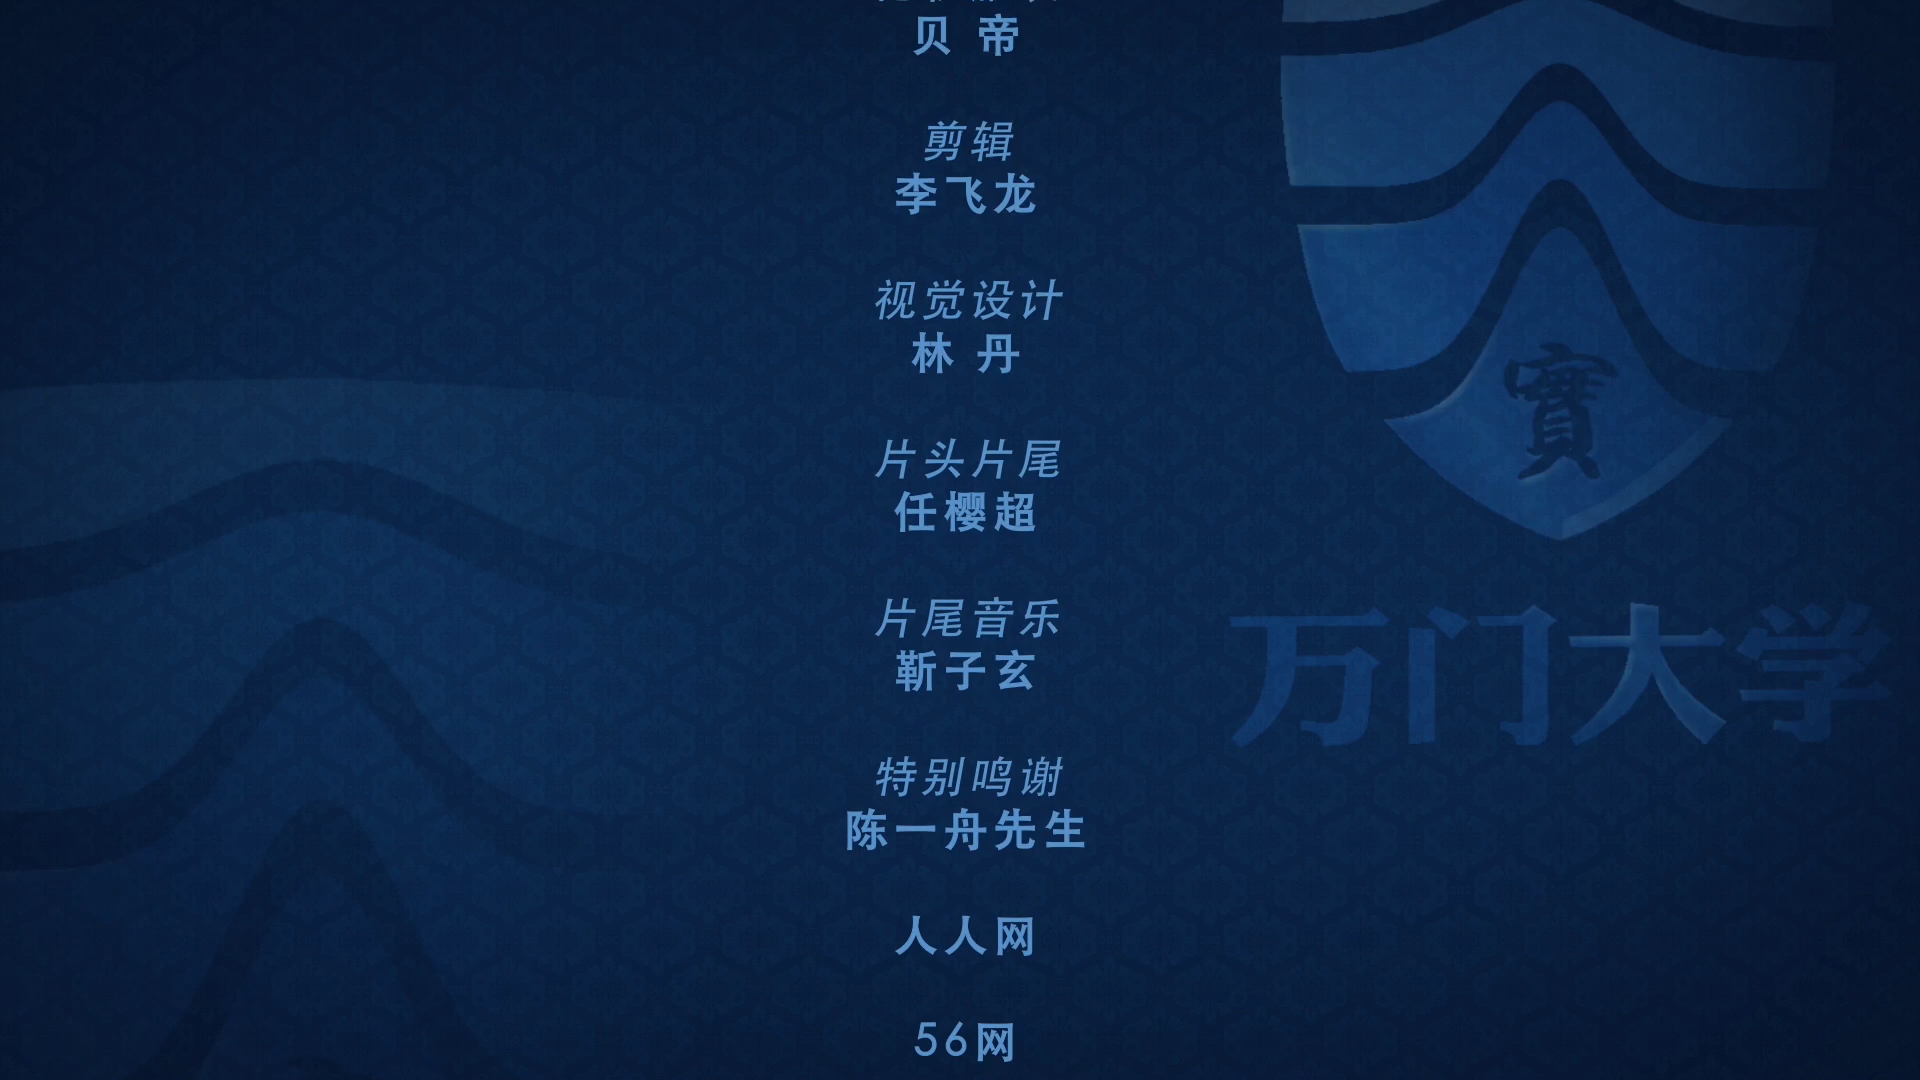 贝 帝
剪辑
李飞龙
视觉设计
林 丹
片头片尾
任樱超
片尾音乐
靳子玄
特别鸣谢
陈一舟先生
人人网
56网
實
万门大学